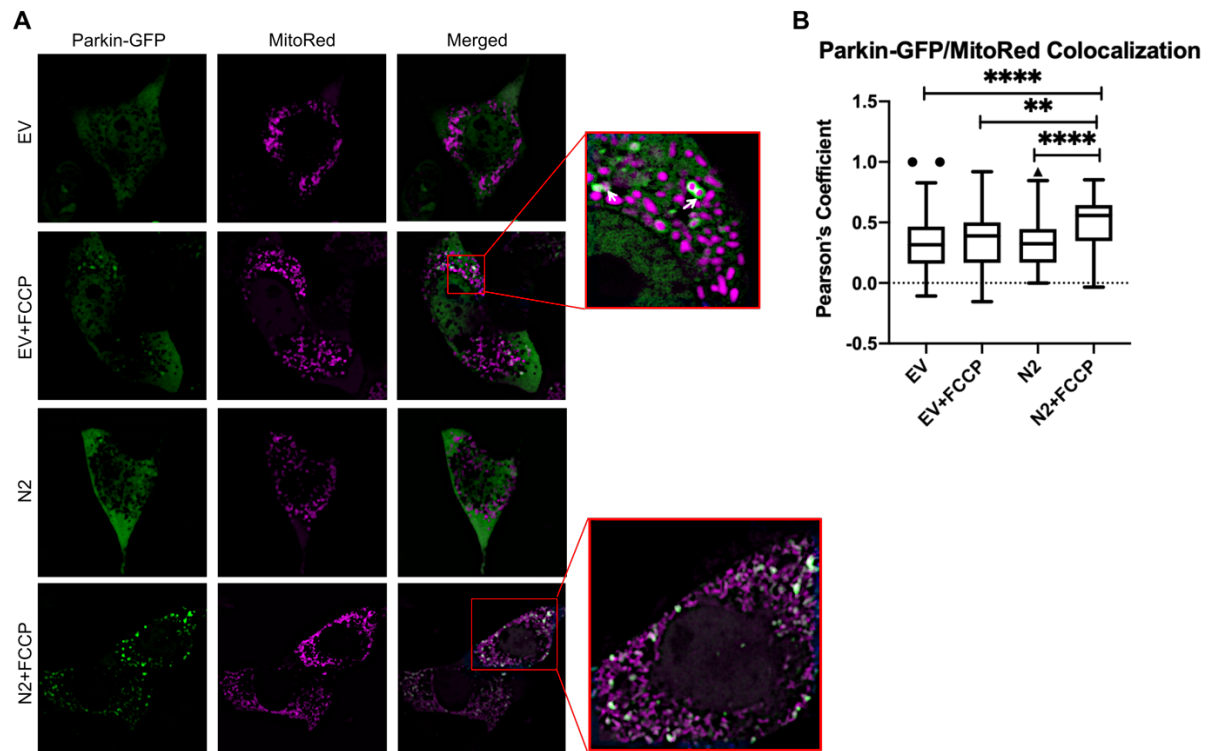 A
Parkin-GFP MitoRed Merged
EV
EV+FCCP
N2
N2+FCCP
B
Parkin-GFP/MitoRed Colocalization
****
**
****
1.5
1.0
0.5
0.0
-0.5
Pearson's Coefficient
EV EV+FCCP N2 N2+FCCP